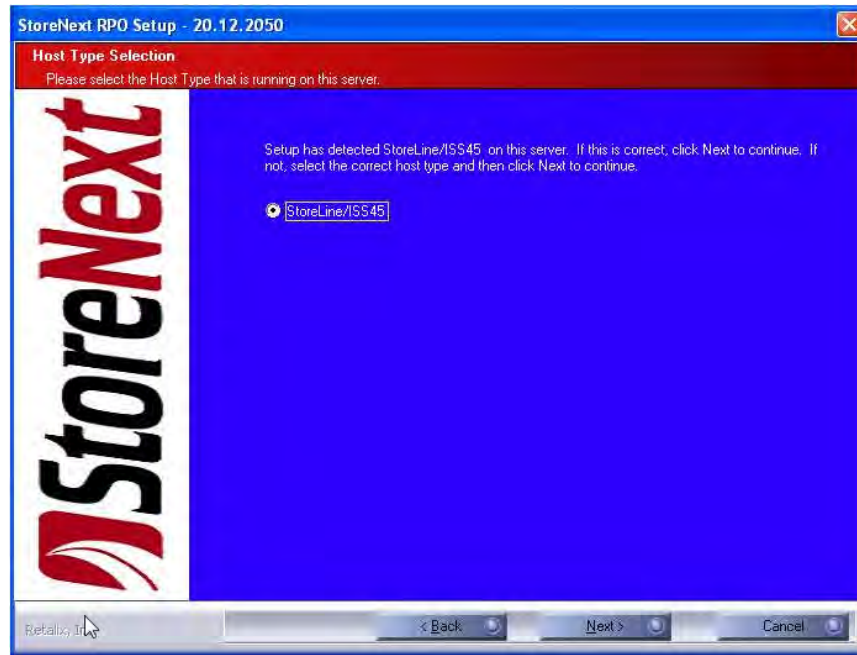 StoreNext RPO Setup - 20.12.2050
Host Type Selection
Please select the Host Type that is running on this server.
Setup has detected StoreLine/ISS45 on this server. If this is correct, click Next to continue. If
not, select the correct host type and then click Next to continue.
StoreLine/ISS45
StoreNext
Retalix,
< Back
Next >
Cancel